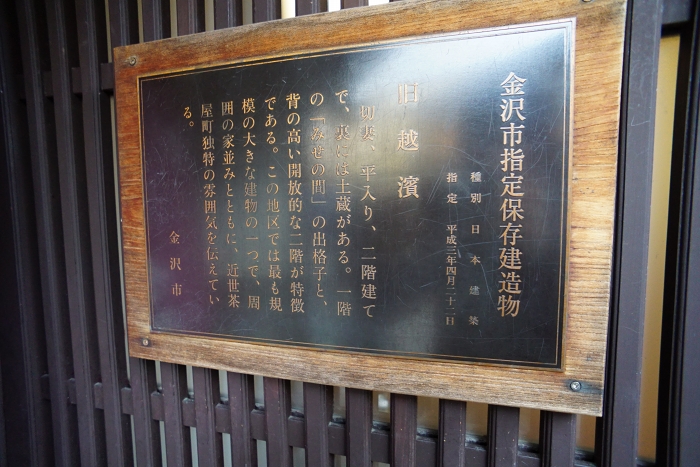 金沢市指定保存建造物
種別 日本建築
指定 平成三年四月二十二日
旧越濱
切妻、平入り、二階建て
で、裏には土蔵がある。一階
の「みせの間」の出格子と、
背の高い開放的な二階が特徴
である。この地区では最も規
模の大きな建物の一つで、周
囲の家並みとともに、近世茶
屋町独特の雰囲気を伝えてい
る。
金沢市